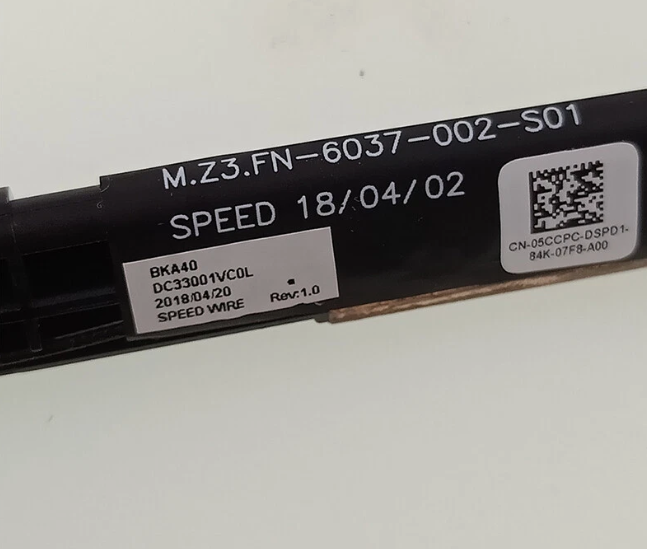 M.Z3.FN-6037-002-S01
SPEED 18/04/02
BKA40
DC33001VC0L
2018/04/20
SPEED WIRE Rev:1.0
CN-05CCPC-DSPD1-
84K-07F8-A00